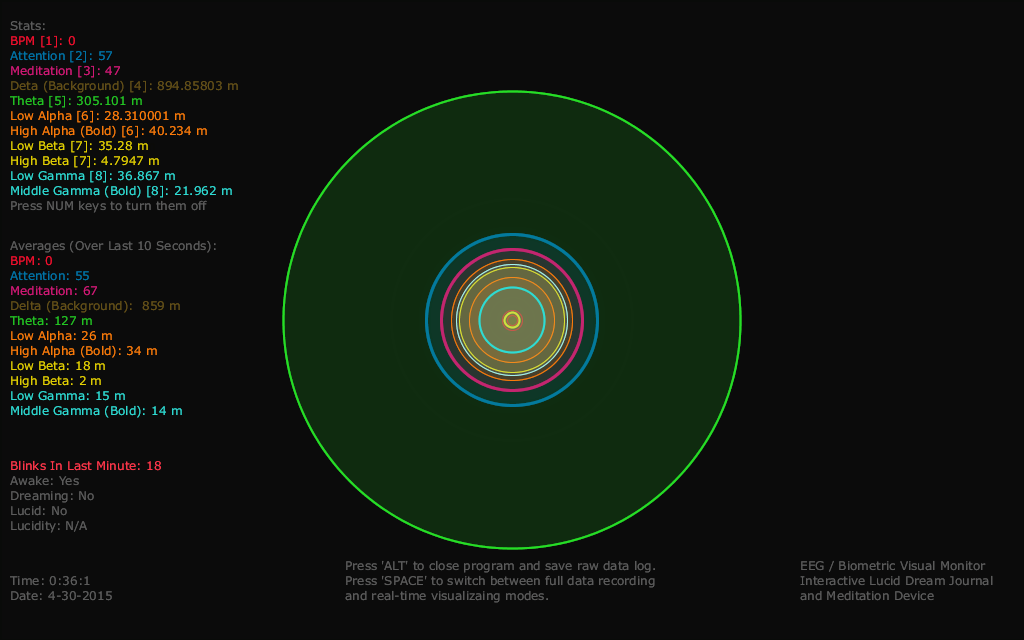 Stats:
BPM [1]: 0
Attention [2]: 57
Meditation [3]: 47
Deta (Background) [4]: 894.85803 m
Theta [5]: 305.101 m
Low Alpha [6]: 28.310001 m
High Alpha (Bold) [6]: 40.234 m
Low Beta [7]: 35.28 m
High Beta [7]: 4.7947 m
Low Gamma [8]: 36.867 m
Middle Gamma (Bold) [8]: 21.962 m
Press NUM keys to turn them off
Averages (Over Last 10 Seconds):
BPM: 0
Attention: 55
Meditation: 67
Delta (Background):  859 m
Theta: 127 m
Low Alpha: 26 m
High Alpha (Bold): 34 m
Low Beta: 18 m
High Beta: 2 m
Low Gamma: 15 m
Middle Gamma (Bold): 14 m
Blinks In Last Minute: 18
Awake: Yes
Dreaming: No
Lucid: No
Lucidity: N/A
Time: 0:36:1
Date: 4-30-2015
Press 'ALT' to close program and save raw data log.
Press 'SPACE' to switch between full data recording
and real-time visualizaing modes.
EEG / Biometric Visual Monitor
Interactive Lucid Dream Journal
and Meditation Device